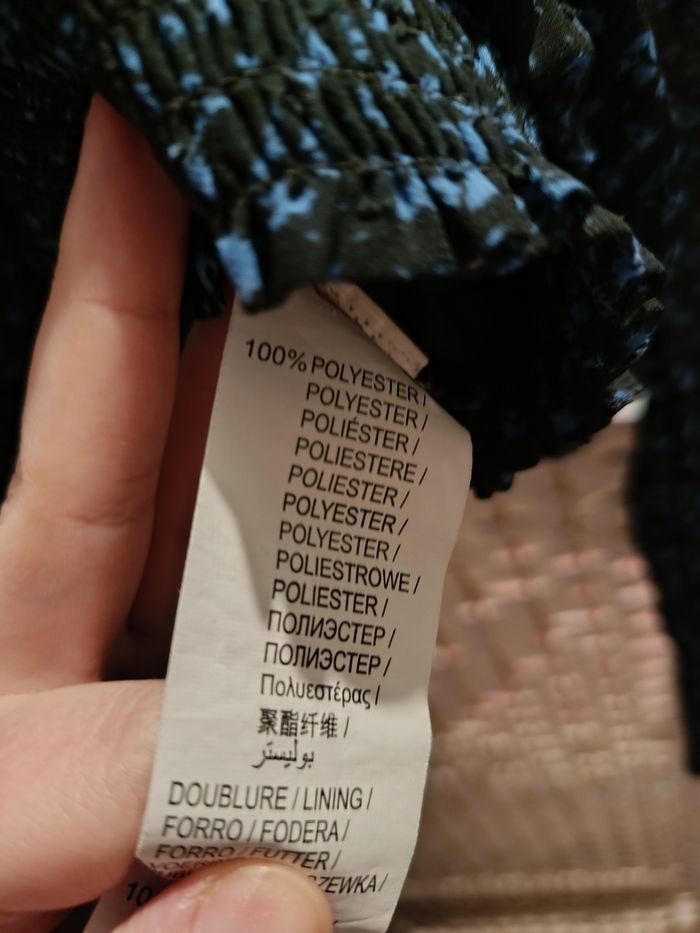 100% POLYESTER /
POLYESTER /
POLIÉSTER /
POLIESTERE /
POLIESTER /
POLYESTER /
POLYESTER /
POLIESTROWE /
POLIESTER /
ПОЛИЭСТЕР /
ПОЛИЭСТЕР /
Πολυεστέρας /
聚酯纤维 /
بوليستر
DOUBLURE / LINING /
FORRO / FODERA /
FORRO / FUTTER /